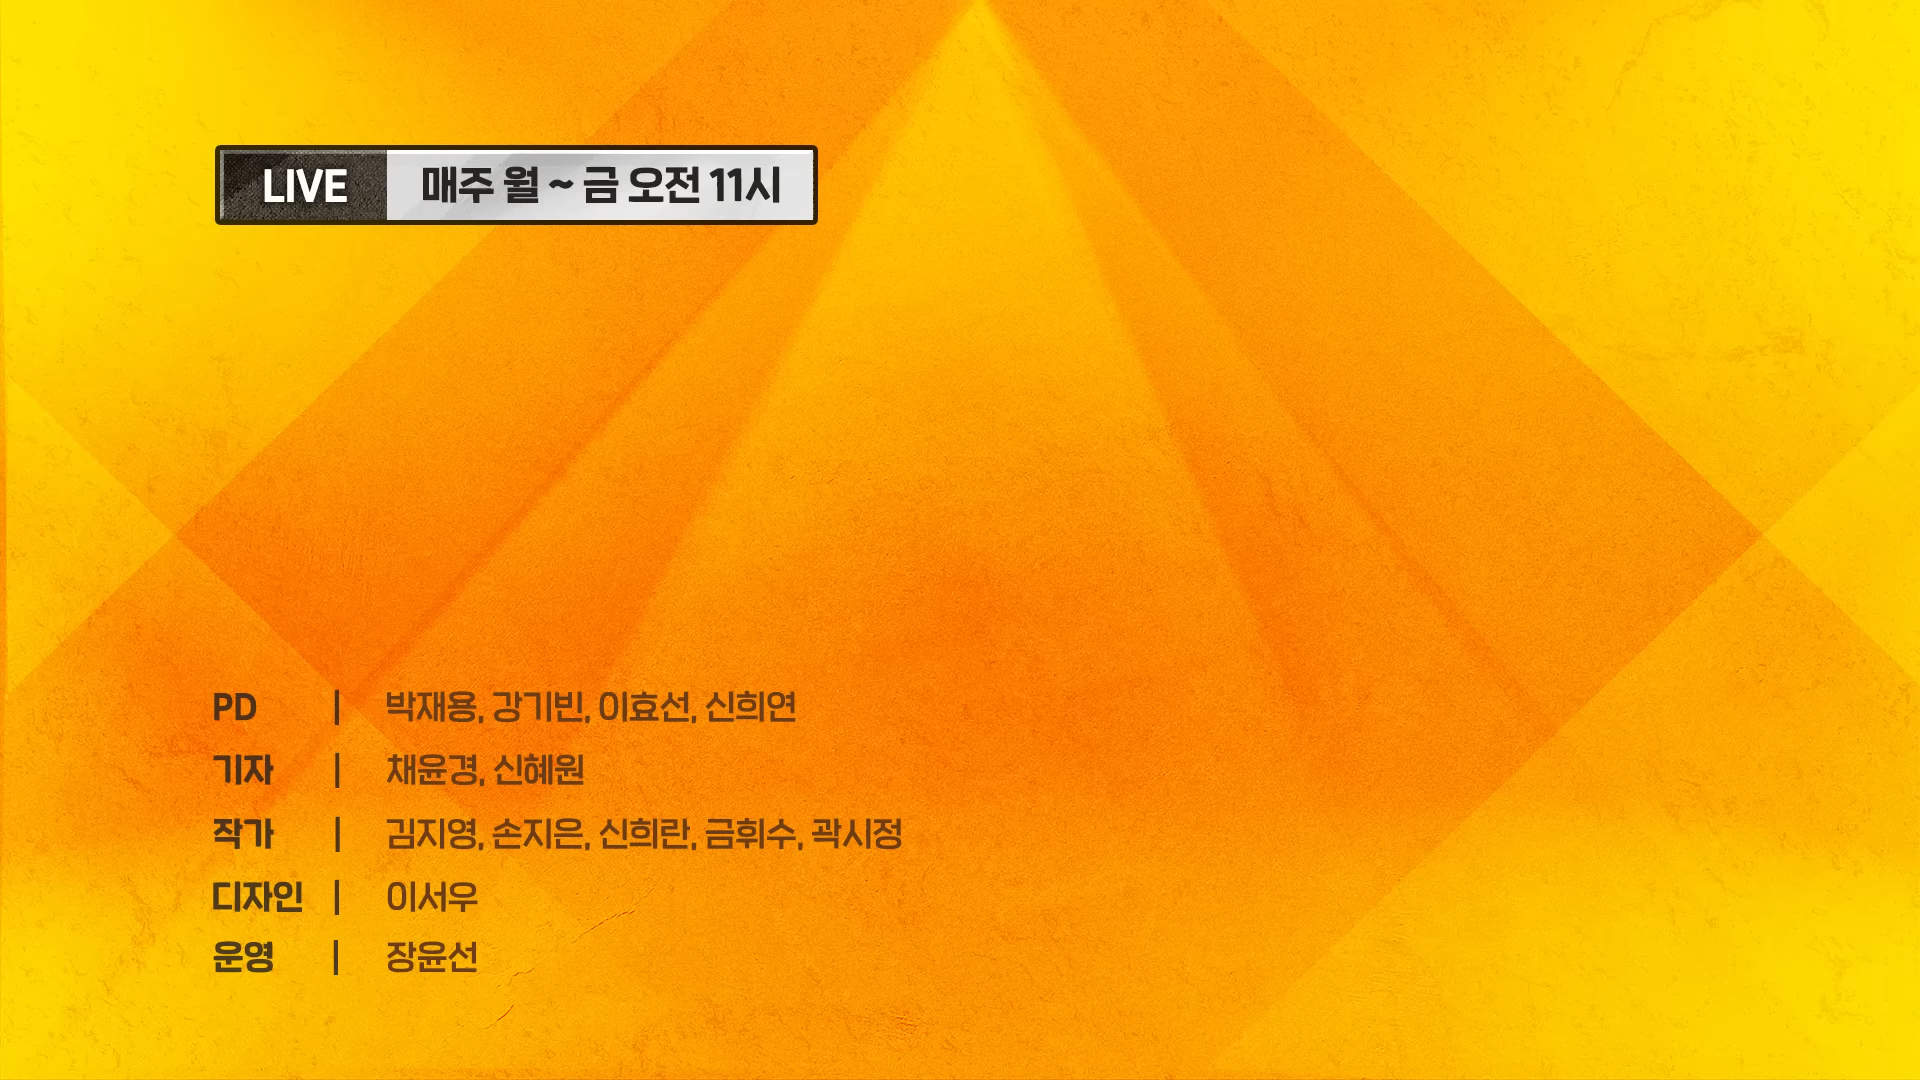 LIVE 매주 월 ~ 금 오전 11시
PD | 박재용, 강기빈, 이효선, 신희연
기자 | 채윤경, 신혜원
작가 | 김지영, 손지은, 신희란, 금휘수, 곽시정
디자인 | 이서우
운영 | 장윤선